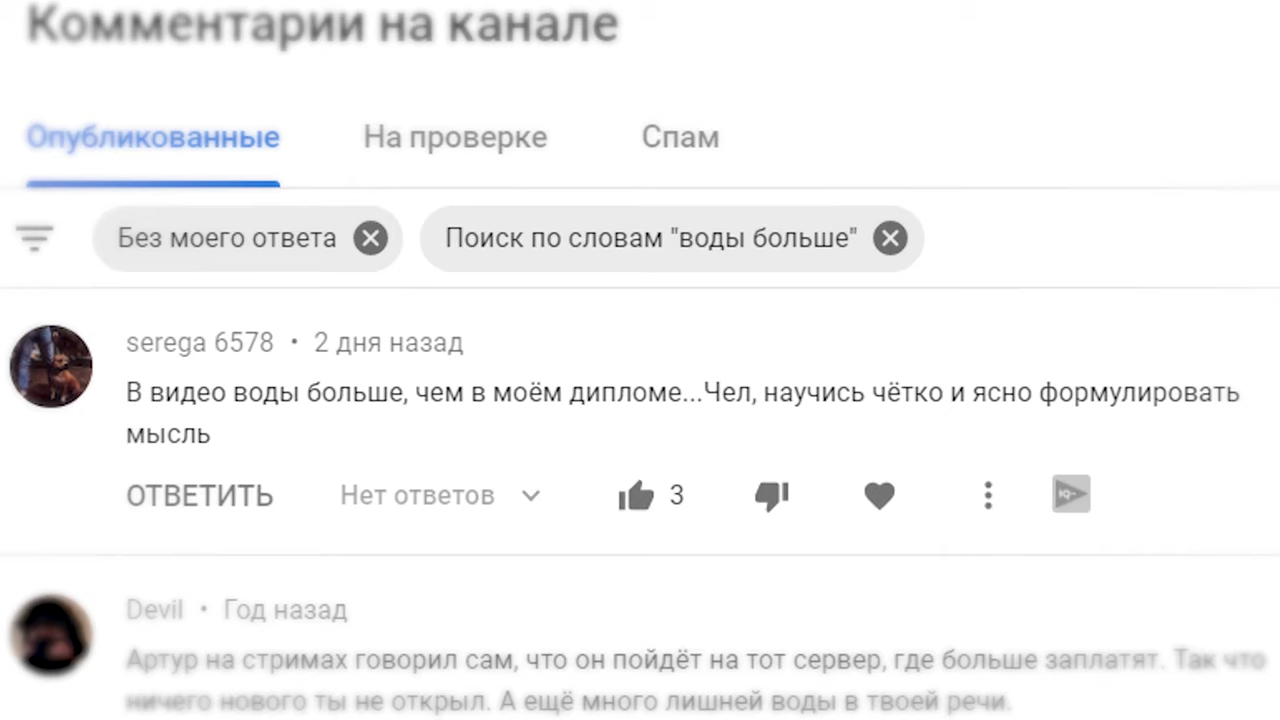 Комментарии на канале
Опубликованные На проверке Спам
Без моего ответа Поиск по словам "воды больше"
serega 6578 • 2 дня назад
В видео воды больше, чем в моём дипломе...Чел, научись чётко и ясно формулировать
мысль
ОТВЕТИТЬ Нет ответов 3
Devil • Год назад
Артур на стримах говорил сам, что он пойдёт на тот сервер, где больше заплатят. Так что
ничего нового ты не открыл. А ещё много лишней воды в твоей речи.